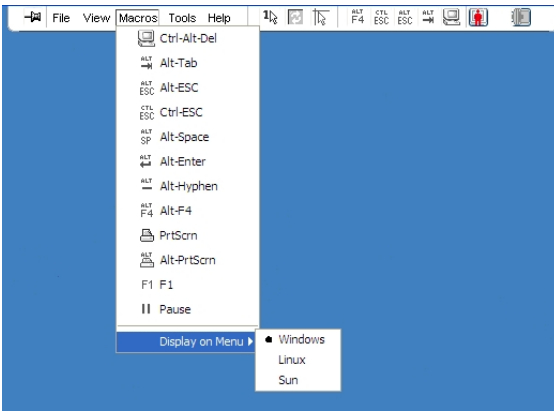 File View Macros Tools Help 1 ALT F4 CTL ESC ALT ESC ALT
Ctrl-Alt-Del
ALT Alt-Tab
ALT ESC Alt-ESC
CTL ESC Ctrl-ESC
ALT SP Alt-Space
ALT Alt-Enter
ALT Alt-Hyphen
ALT F4 Alt-F4
PrtScrn
ALT Alt-PrtScrn
F1 F1
Pause
Display on Menu
Windows
Linux
Sun